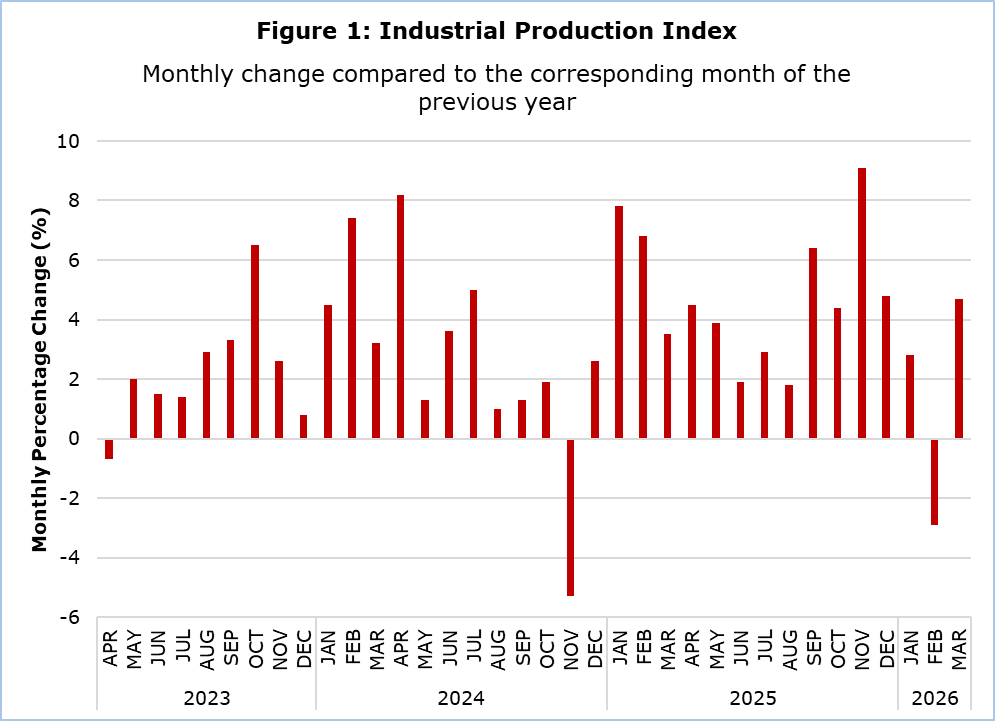 Figure 1: Industrial Production Index
Monthly change compared to the corresponding month of the
previous year
Monthly Percentage Change (%)
10
8
6
4
2
0
-2
-4
-6
APR MAY JUN JUL AUG SEP OCT NOV DEC JAN FEB MAR APR MAY JUN JUL AUG SEP OCT NOV DEC JAN FEB MAR APR MAY JUN JUL AUG SEP OCT NOV DEC JAN FEB MAR
2023 2024 2025 2026